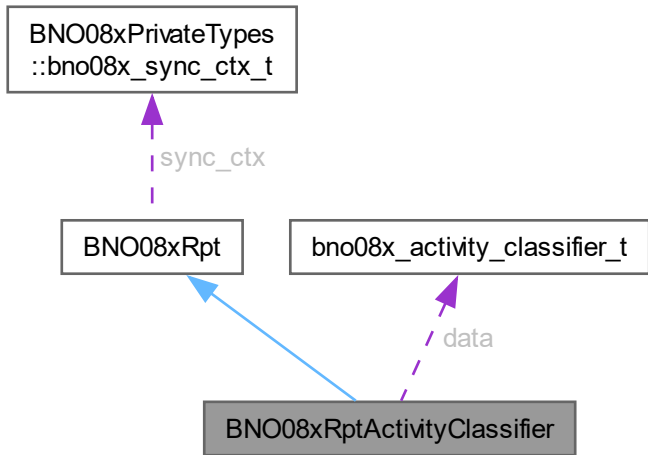 BNO08xPrivateTypes
::bno08x_sync_ctx_t
sync_ctx
BNO08xRpt
bno08x_activity_classifier_t
data
BNO08xRptActivityClassifier